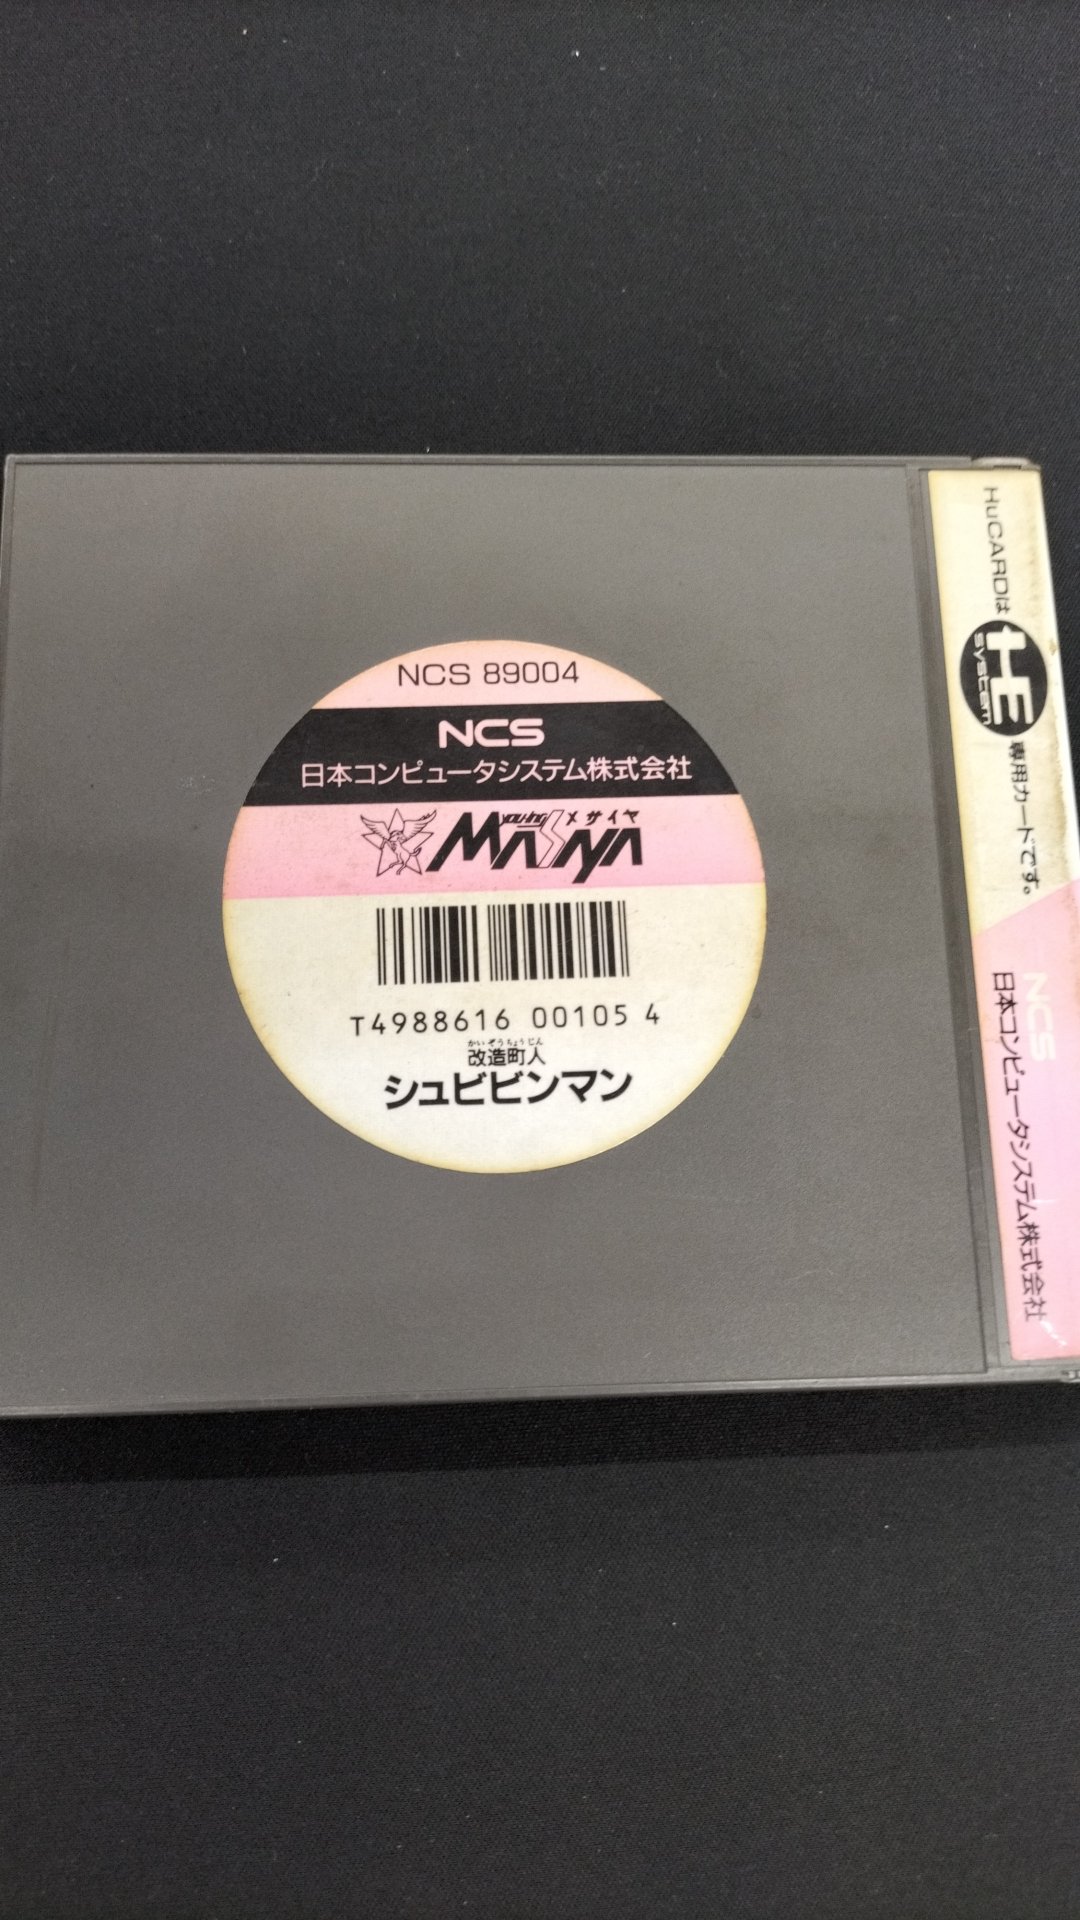 NCS 89004
NCS
日本コンピュータシステム株式会社
メサイヤ
MASAYA
T4988616 00105 4
かいぞうちょうじん
改造町人
シュビビンマン
HuCARDは
HE
system
専用カードです。
NCS
日本コンピュータシステム株式会社